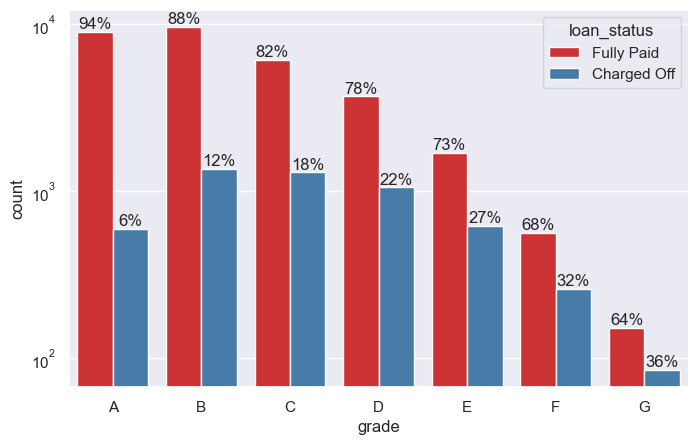 10^4
10^3
10^2
count
94%
6%
88%
12%
82%
18%
78%
22%
73%
27%
68%
32%
64%
36%
loan_status
Fully Paid
Charged Off
A
B
C
D
E
F
G
grade